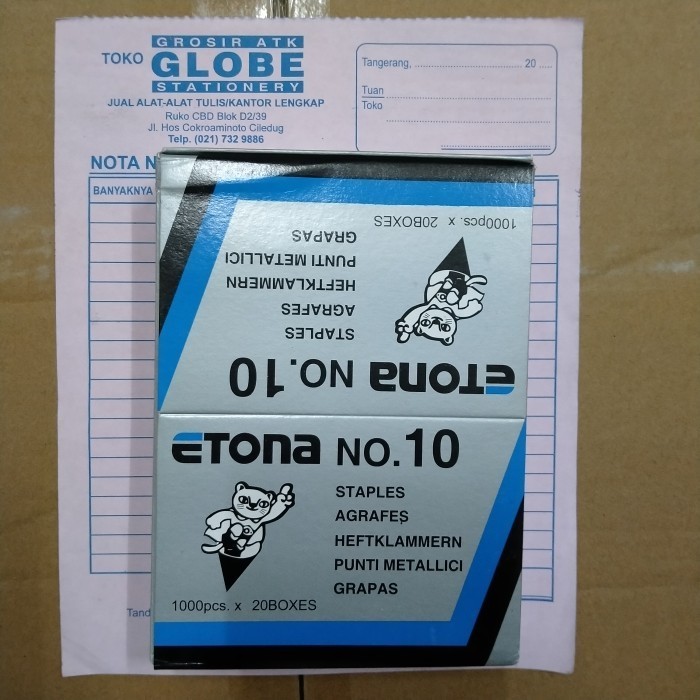 GROSIR ATK
TOKO GLOBE
STATIONERY
JUAL ALAT-ALAT TULIS/KANTOR LENGKAP
Ruko CBD Blok D2/39
Jl. Hos Cokroaminoto Ciledug
Telp. (021) 732 9886
Tangerang, 20
Tuan
Toko
NOTA N
BANYAKNYA
ETONA NO.10
STAPLES
AGRAFES
HEFTKLAMMERN
PUNTI METALLICI
GRAPAS
1000pcs. x 20BOXES
ETONA NO.10
STAPLES
AGRAFES
HEFTKLAMMERN
PUNTI METALLICI
GRAPAS
1000pcs. x 20BOXES
Tand